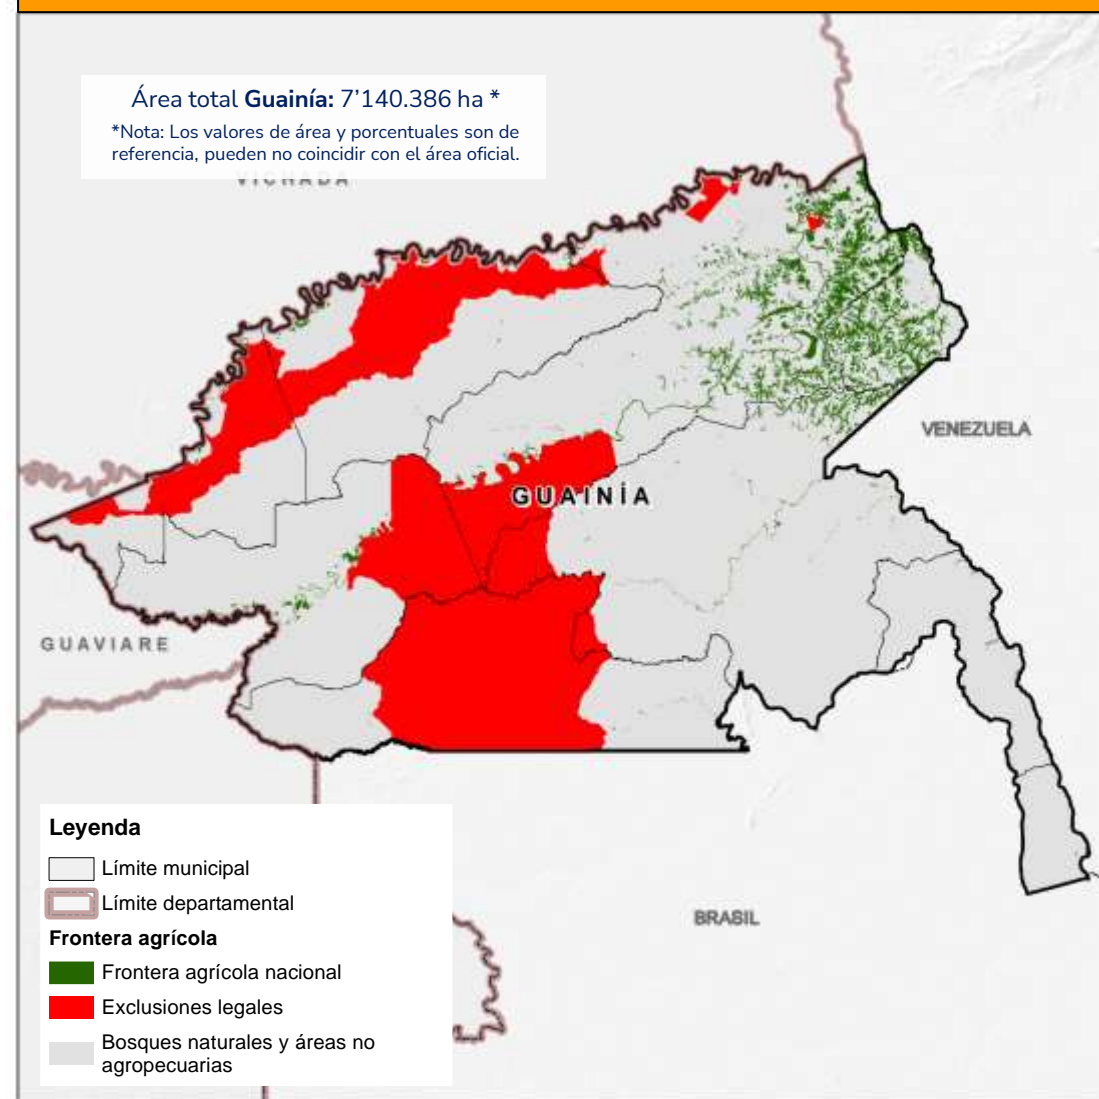 Área total Guainía: 7’140.386 ha *
*Nota: Los valores de área y porcentuales son de
referencia, pueden no coincidir con el área oficial.
VICHADA
VENEZUELA
GUAINÍA
GUAVIARE
BRASIL
Leyenda
Límite municipal
Límite departamental
Frontera agrícola
Frontera agrícola nacional
Exclusiones legales
Bosques naturales y áreas no
agropecuarias